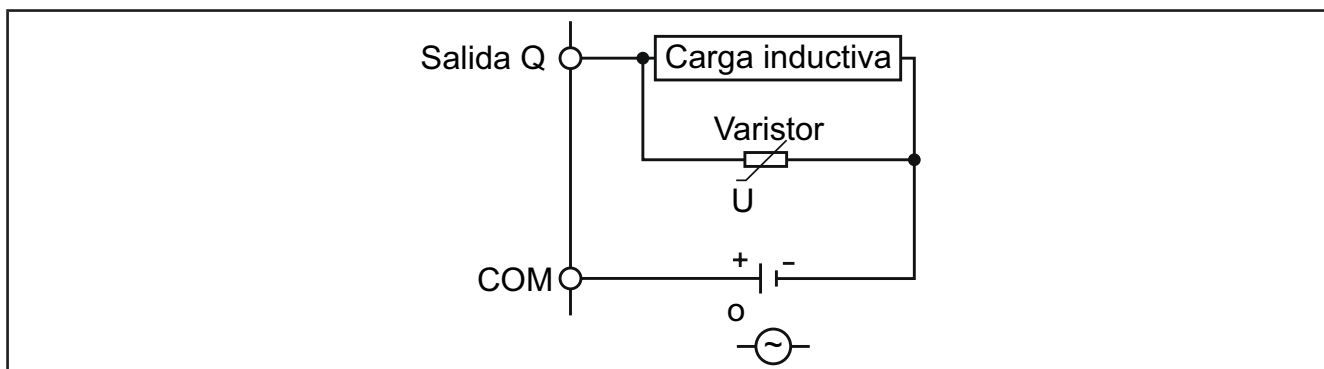 Salida Q
Carga inductiva
Varistor
U
COM
+ -
o
~